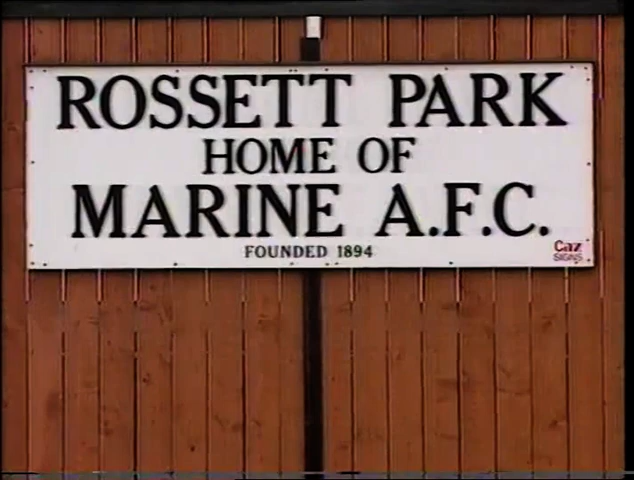 ROSSETT PARK
HOME OF
MARINE A.F.C.
FOUNDED 1894
Caz
SIGNS